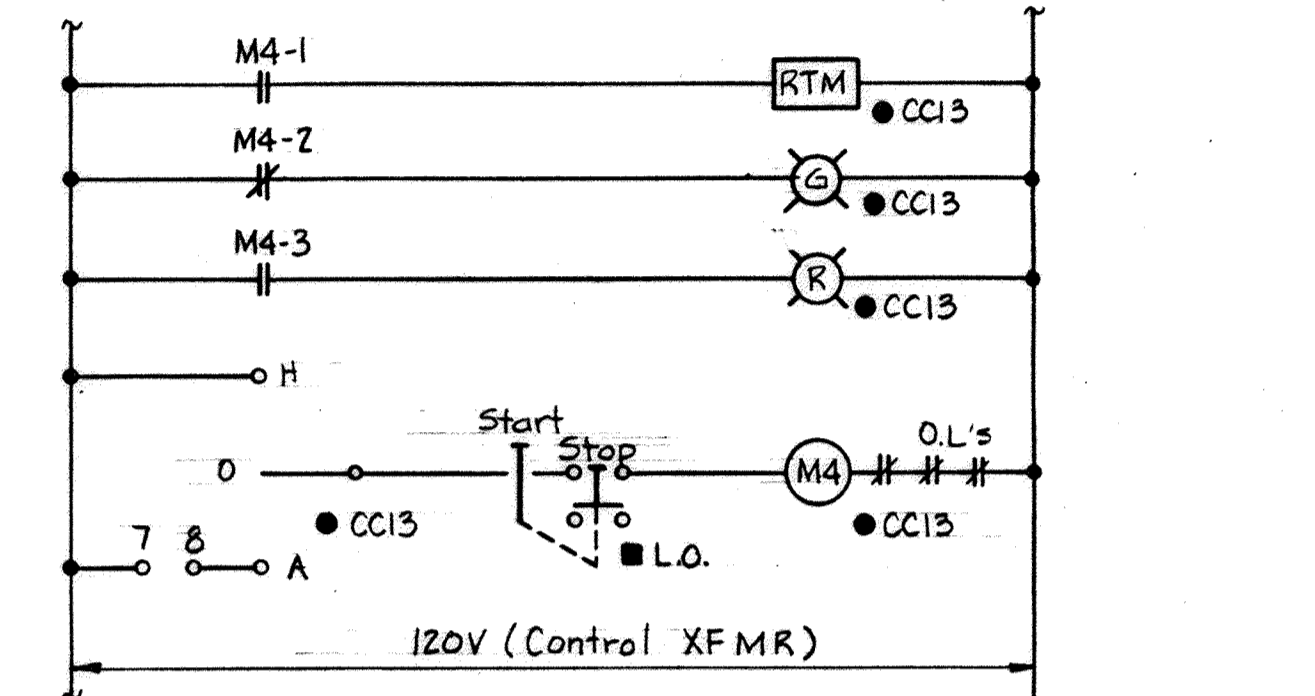 M4-1
RTM
CC13
M4-2
G
CC13
M4-3
R
CC13
H
Start
Stop
O.L's
O
M4
CC13
CC13
L.O.
7 8
A
120V (Control XFMR)